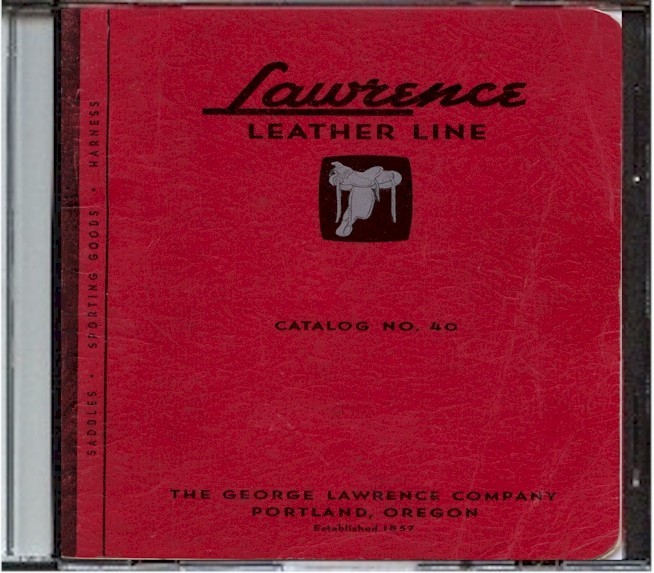 Lawrence
LEATHER LINE
CATALOG NO. 40
THE GEORGE LAWRENCE COMPANY
PORTLAND, OREGON
Established 1857
SADDLES • SPORTING GOODS • HARNESS